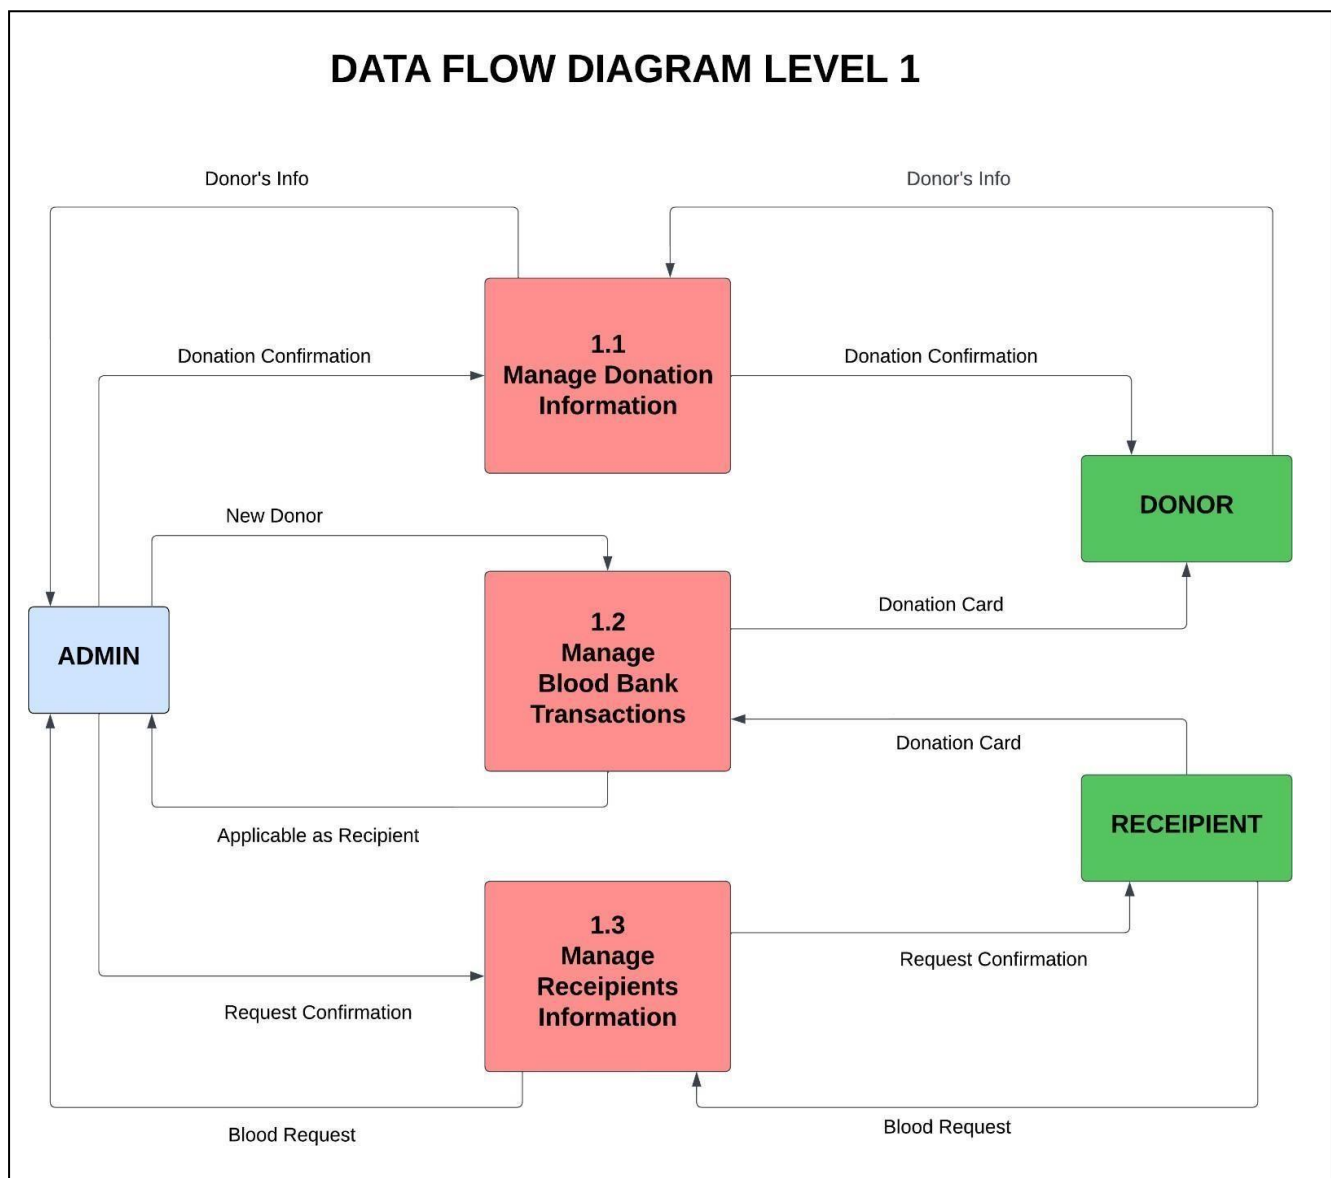 DATA FLOW DIAGRAM LEVEL 1
Donor's Info
Donor's Info
1.1
Manage Donation
Information
Donation Confirmation
Donation Confirmation
DONOR
New Donor
Donation Card
ADMIN
1.2
Manage
Blood Bank
Transactions
Donation Card
Applicable as Recipient
RECEIPIENT
1.3
Manage
Receipients
Information
Request Confirmation
Request Confirmation
Blood Request
Blood Request